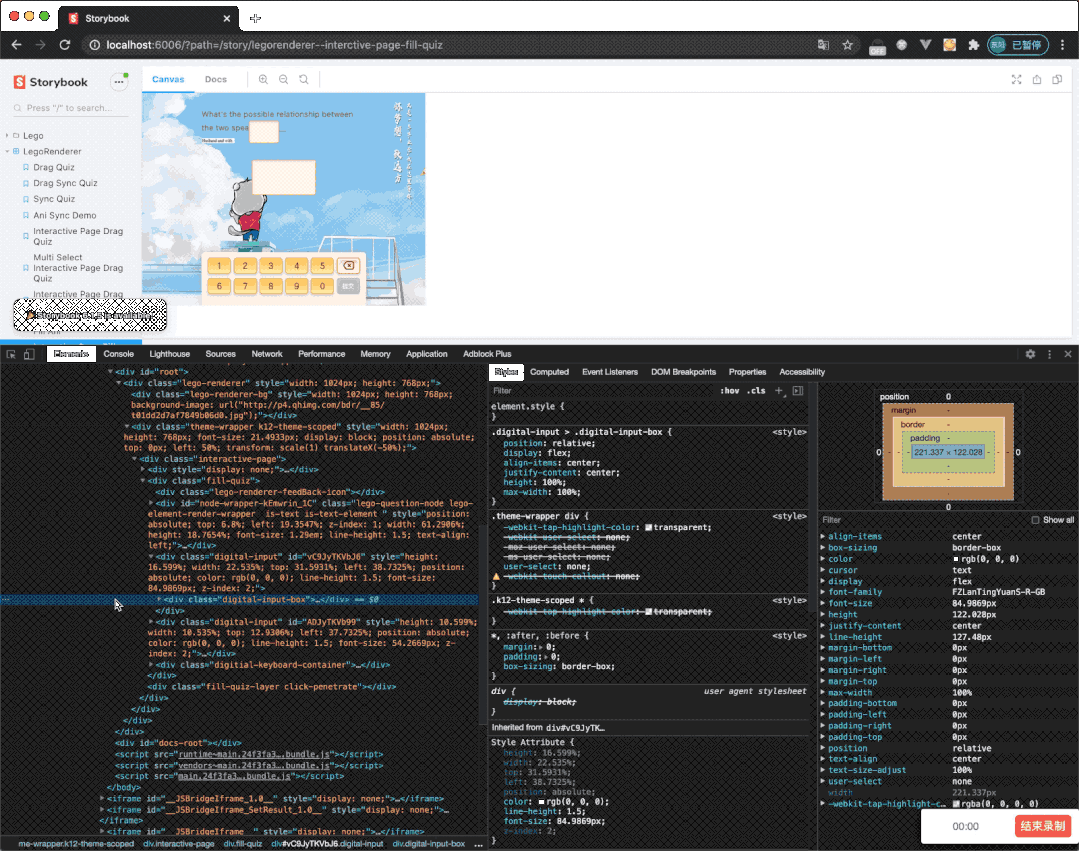 Storybook
localhost:6006/?path=/story/legorenderer--interctive-page-fill-quiz
OFF
已暂停
Storybook
Press "/" to search...
Lego
LegoRenderer
Drag Quiz
Drag Sync Quiz
Sync Quiz
Ani Sync Demo
Interactive Page Drag
Quiz
Multi Select
Interactive Page Drag
Quiz
Interactive Page Drag
Canvas
Docs
What's the possible relationship between
the two spea
Husband and wife
1 2 3 4 5
6 7 8 9 0
Elements Console Lighthouse Sources Network Performance Memory Application Adblock Plus
<div id="root">
<div class="lego-renderer" style="width: 1024px; height: 768px;">
<div class="lego-renderer-bg" style="width: 1024px; height: 768px;
background-image: url("http://p4.qhimg.com/bdr/__85/
t01dd2d7af7849b06d0.jpg");"></div>
<div class="theme-wrapper k12-theme-scoped" style="width: 1024px;
height: 768px; font-size: 21.4933px; display: block; position: absolute;
top: 0px; left: 50%; transform: scale(1) translateX(-50%);">
<div class="interactive-page">
<div style="display: none;">…</div>
<div class="fill-quiz">
<div class="lego-renderer-feedBack-icon"></div>
<div id="node-wrapper-kEmwrin_1C" class="lego-question-node lego-
element-render-wrapper  is-text is-text-element " style="position:
absolute; top: 6.8%; left: 19.3547%; z-index: 1; width: 61.2906%;
height: 18.7654%; font-size: 1.29em; line-height: 1.5; text-align:
left;">…</div>
<div class="digital-input" id="vC9JyTKVbJ6" style="height:
16.599%; width: 22.535%; top: 31.5931%; left: 38.7325%; position:
absolute; color: rgb(0, 0, 0); line-height: 1.5; font-size:
84.9869px; z-index: 2;">
<div class="digital-input-box">…</div> == $0
</div>
<div class="digital-input" id="ADJyTKVb99" style="height: 10.599%;
width: 10.535%; top: 12.9306%; left: 37.7325%; position: absolute;
color: rgb(0, 0, 0); line-height: 1.5; font-size: 54.2669px; z-
index: 2;">…</div>
<div class="digitial-keyboard-container">…</div>
</div>
<div class="fill-quiz-layer click-penetrate"></div>
</div>
</div>
</div>
</div>
<div id="docs-root"></div>
<script src="runtime~main.24f3fa3….bundle.js"></script>
<script src="vendors~main.24f3fa3….bundle.js"></script>
<script src="main.24f3fa3….bundle.js"></script>
</body>
<iframe id="__JSBridgeIframe_1.0__" style="display: none;">…</iframe>
<iframe id="__JSBridgeIframe_SetResult_1.0__" style="display: none;">…
</iframe>
<iframe id="__JSBridgeIframe__" style="display: none;">…</iframe>
me-wrapper.k12-theme-scoped div.interactive-page div.fill-quiz div#vC9JyTKVbJ6.digital-input div.digital-input-box …
Styles Computed Event Listeners DOM Breakpoints Properties Accessibility
Filter :hov .cls +
element.style {
}
.digital-input > .digital-input-box { <style>
position: relative;
display: flex;
align-items: center;
justify-content: center;
height: 100%;
max-width: 100%;
}
.theme-wrapper div { <style>
-webkit-tap-highlight-color: transparent;
-webkit-user-select: none;
-moz-user-select: none;
-ms-user-select: none;
user-select: none;
-webkit-touch-callout: none;
}
.k12-theme-scoped * { <style>
-webkit-tap-highlight-color: transparent;
}
*, :after, :before { <style>
margin: 0;
padding: 0;
box-sizing: border-box;
}
div { user agent stylesheet
display: block;
}
Inherited from div#vC9JyTK…
Style Attribute {
height: 16.599%;
width: 22.535%;
top: 31.5931%;
left: 38.7325%;
position: absolute;
color: rgb(0, 0, 0);
line-height: 1.5;
font-size: 84.9869px;
z-index: 2;
}
position 0
margin -
border -
padding -
0 - - - 221.337 × 122.028 - - - 0
-
-
-
0
Filter Show all
align-items center
box-sizing border-box
color rgb(0, 0, 0)
cursor text
display flex
font-family FZLanTingYuanS-R-GB
font-size 84.9869px
height 122.028px
justify-content center
line-height 127.48px
margin-bottom 0px
margin-left 0px
margin-right 0px
margin-top 0px
max-width 100%
padding-bottom 0px
padding-left 0px
padding-right 0px
padding-top 0px
position relative
text-align center
text-size-adjust 100%
user-select none
width 221.337px
-webkit-tap-highlight-c… rgba(0, 0, 0, 0)
00:00
结束录制